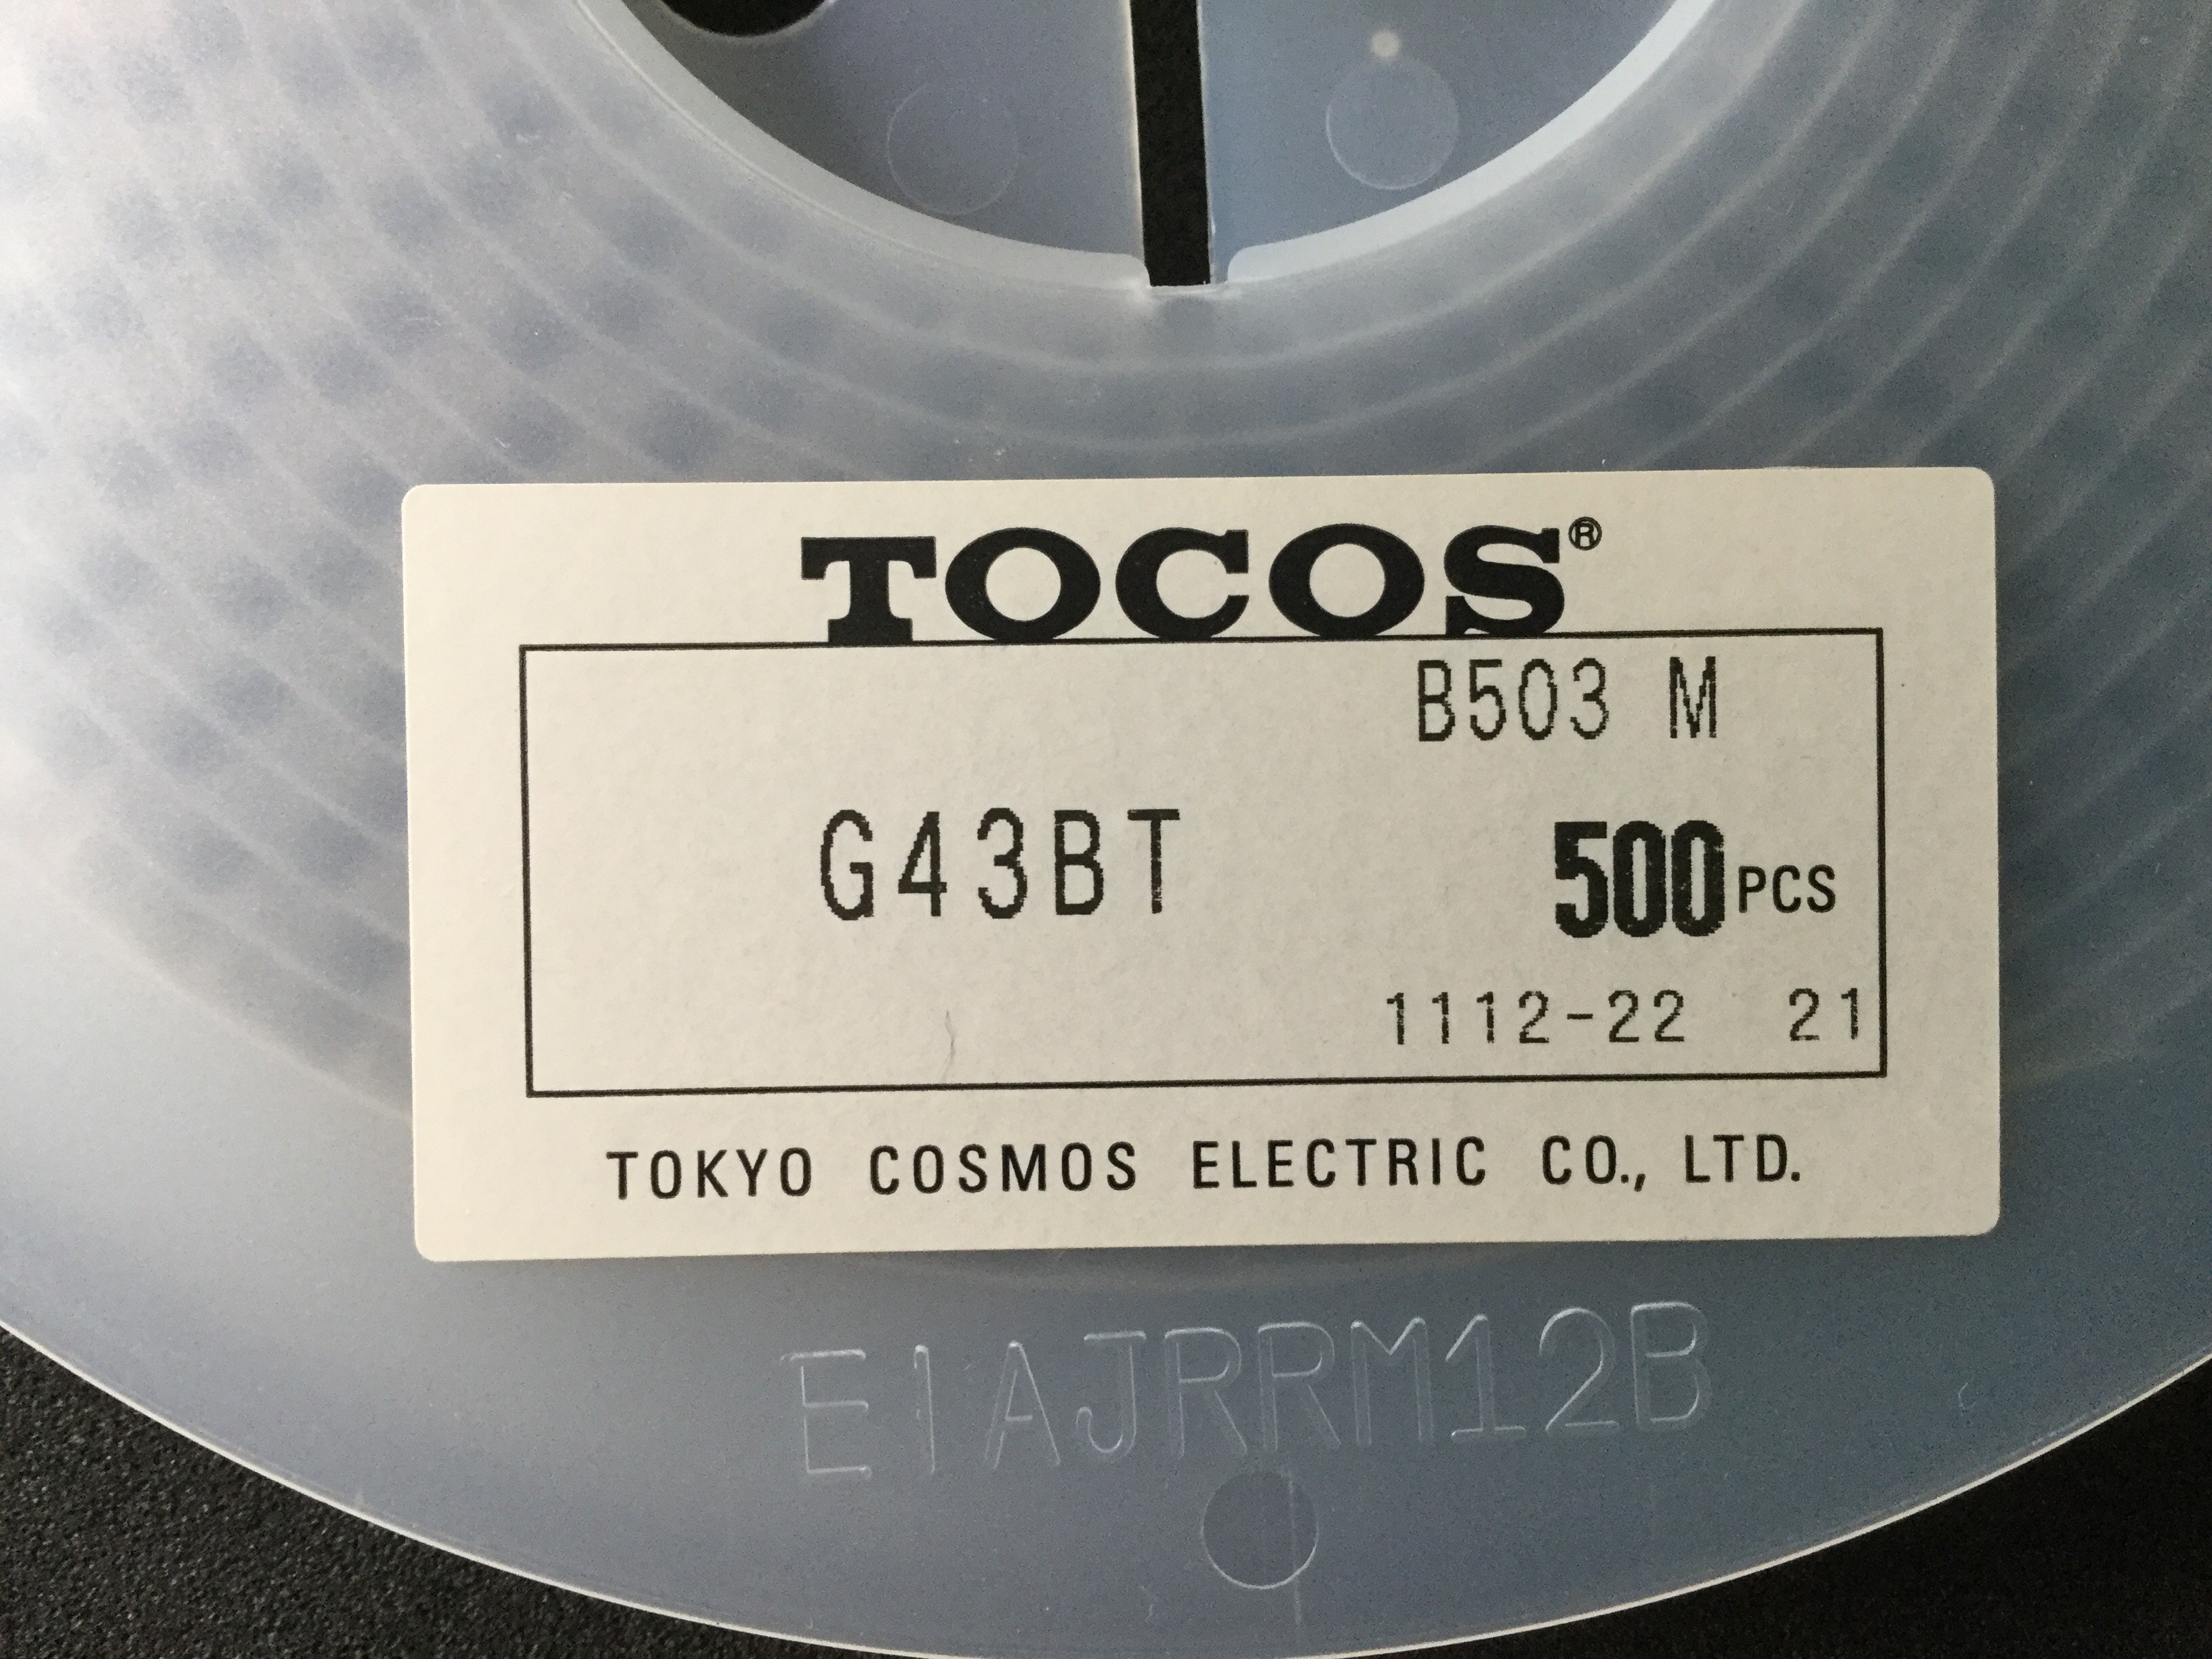 TOCOS®
B503 M
G43BT 500 PCS
1112-22 21
TOKYO COSMOS ELECTRIC CO., LTD.
EIAJRRM12B